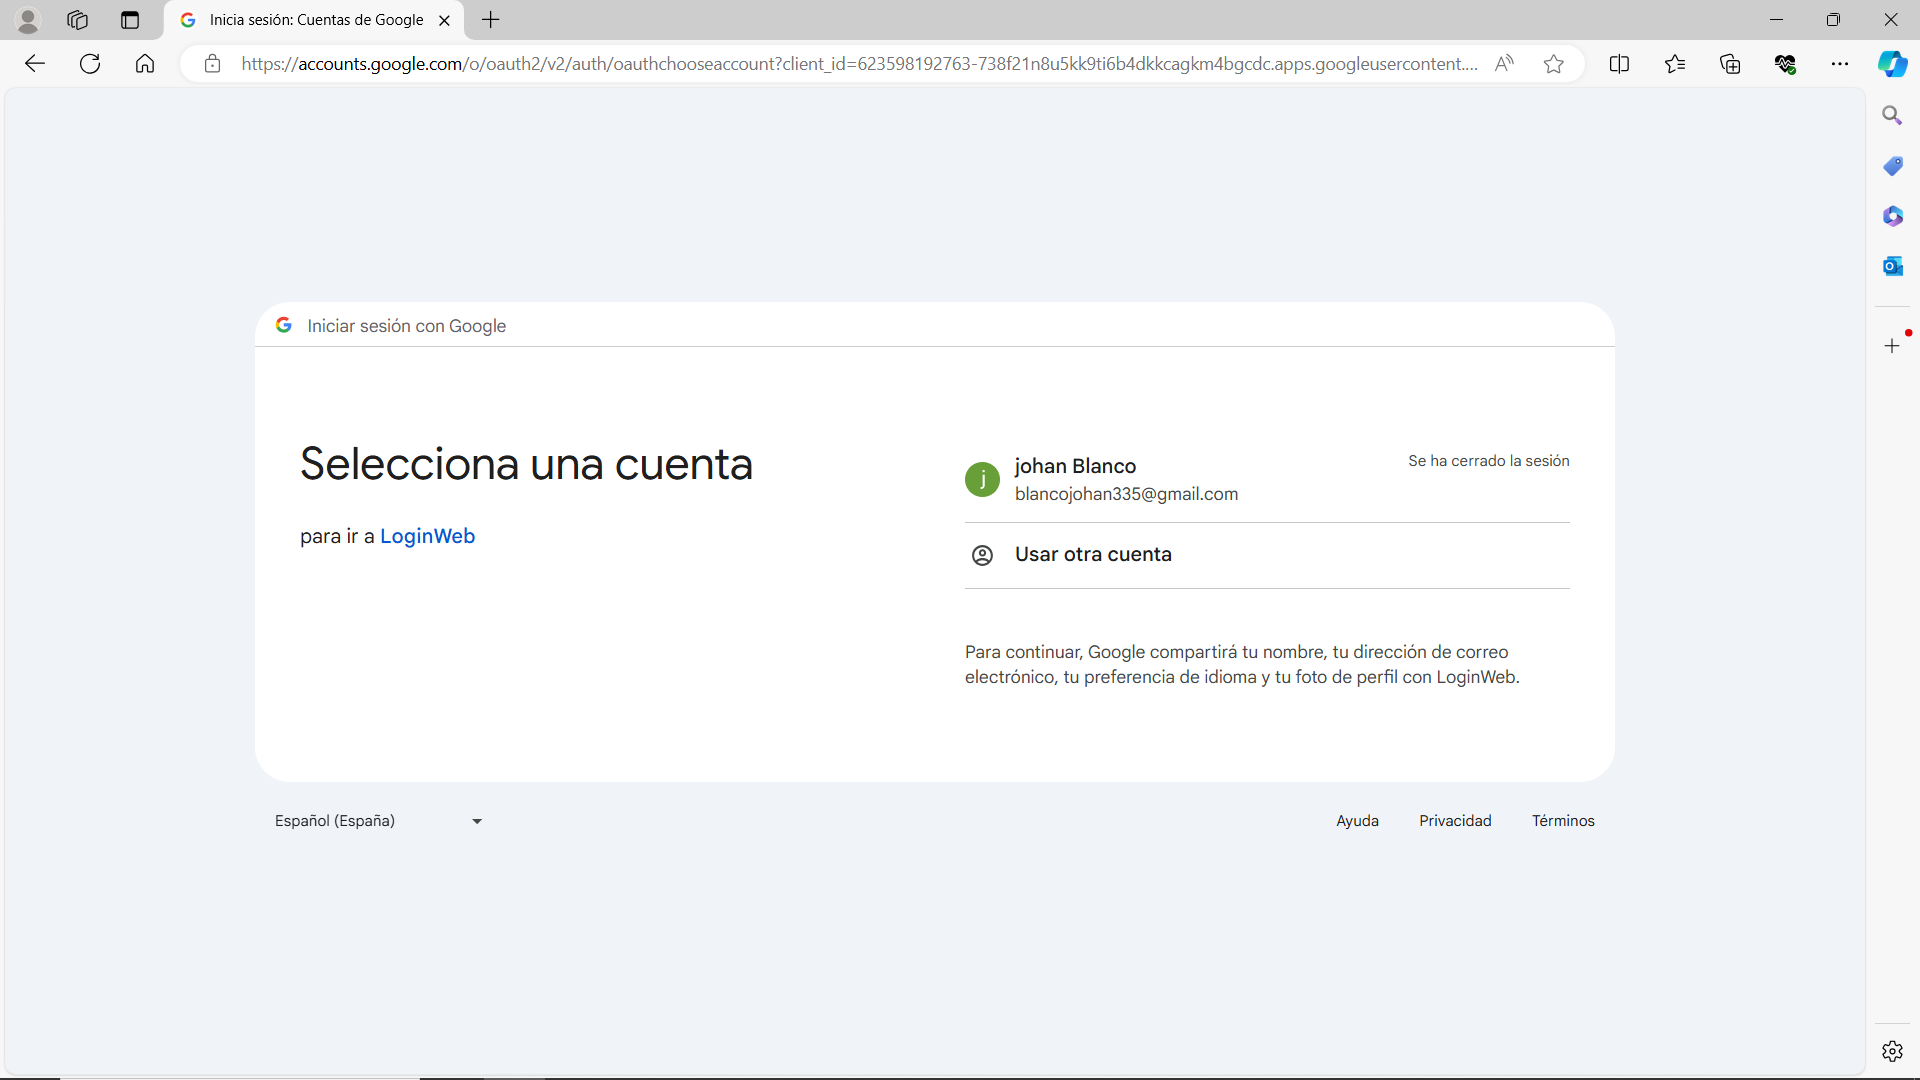 Inicia sesión: Cuentas de Google
https://accounts.google.com/o/oauth2/v2/auth/oauthchooseaccount?client_id=623598192763-738f21n8u5kk9ti6b4dkkcagkm4bgcdc.apps.googleusercontent....
Iniciar sesión con Google
Selecciona una cuenta
para ir a LoginWeb
j
johan Blanco
Se ha cerrado la sesión
blancojohan335@gmail.com
Usar otra cuenta
Para continuar, Google compartirá tu nombre, tu dirección de correo
electrónico, tu preferencia de idioma y tu foto de perfil con LoginWeb.
Español (España)
Ayuda
Privacidad
Términos